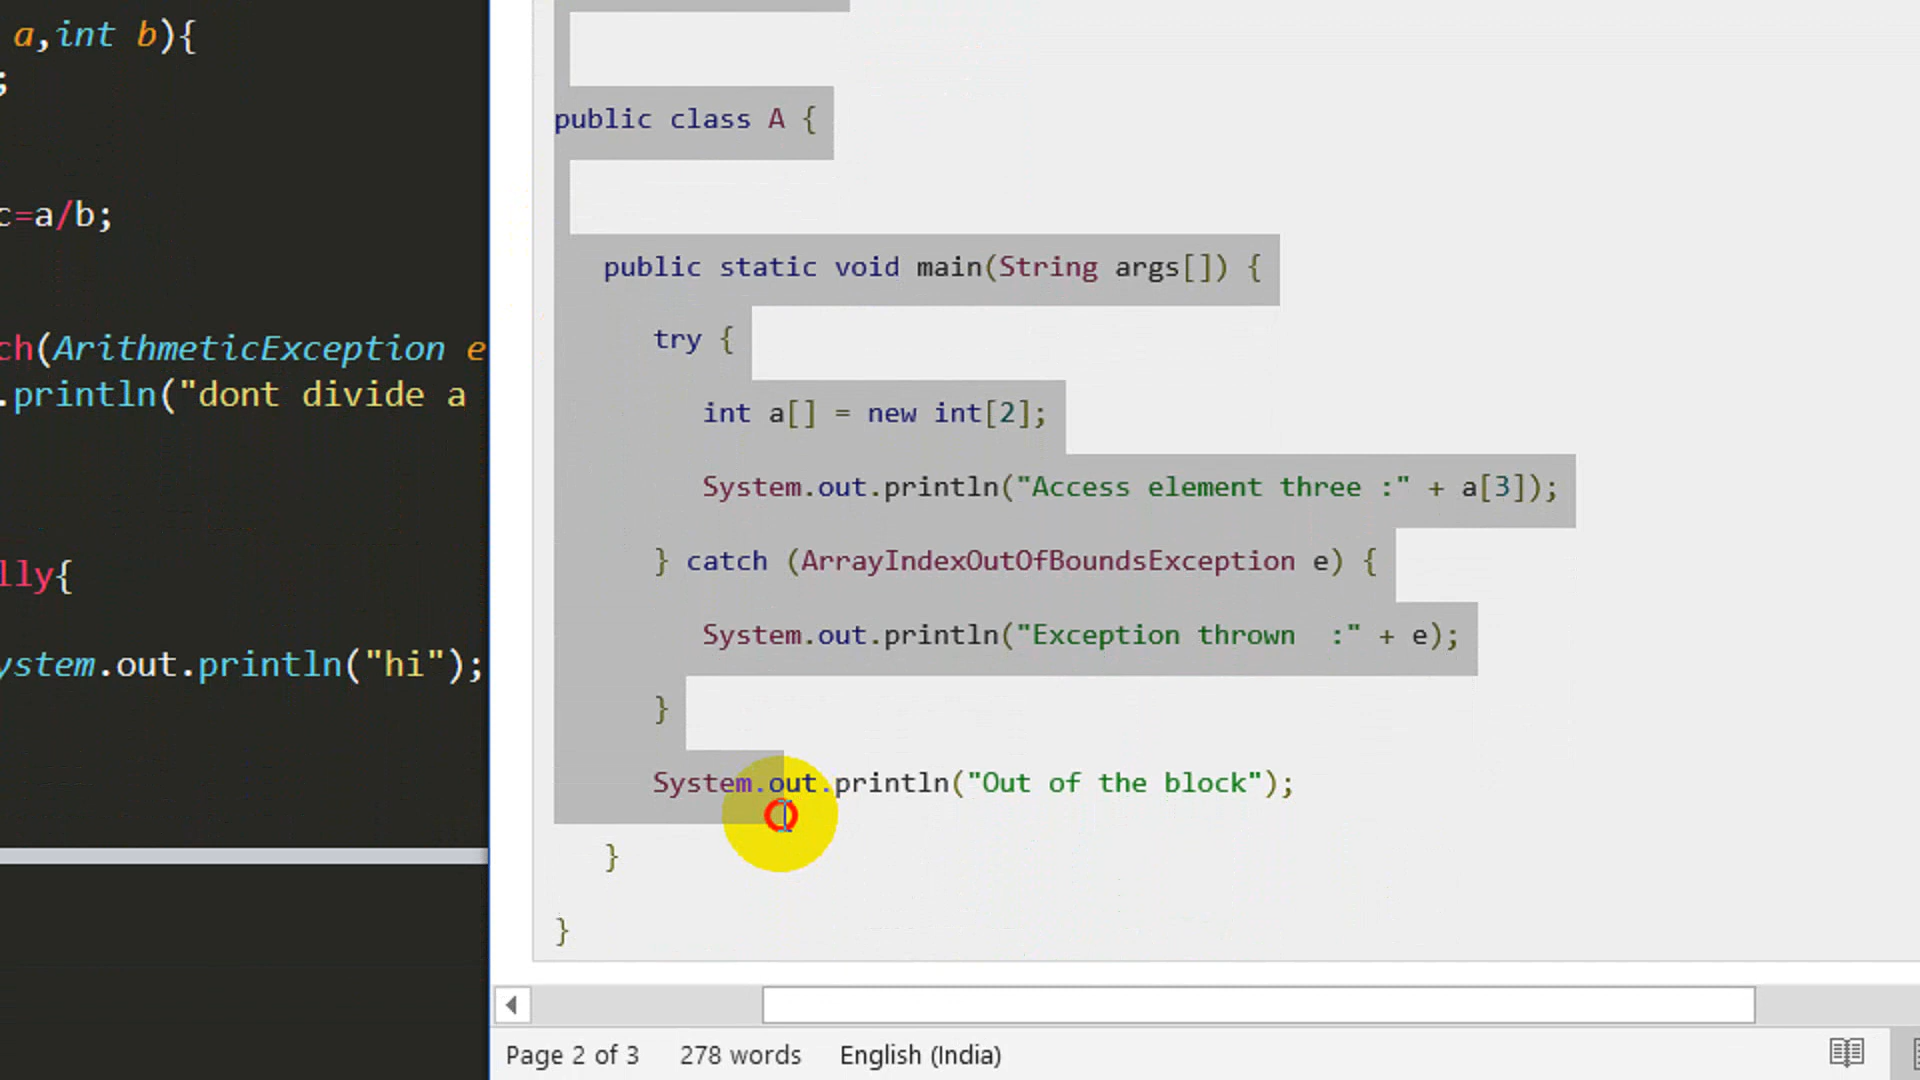 a,int b){
;
c=a/b;
ch(ArithmeticException e
.println("dont divide a
lly{
ystem.out.println("hi");
public class A {
public static void main(String args[]) {
try {
int a[] = new int[2];
System.out.println("Access element three :" + a[3]);
} catch (ArrayIndexOutOfBoundsException e) {
System.out.println("Exception thrown  :" + e);
}
System.out.println("Out of the block");
}
}
Page 2 of 3 278 words English (India)